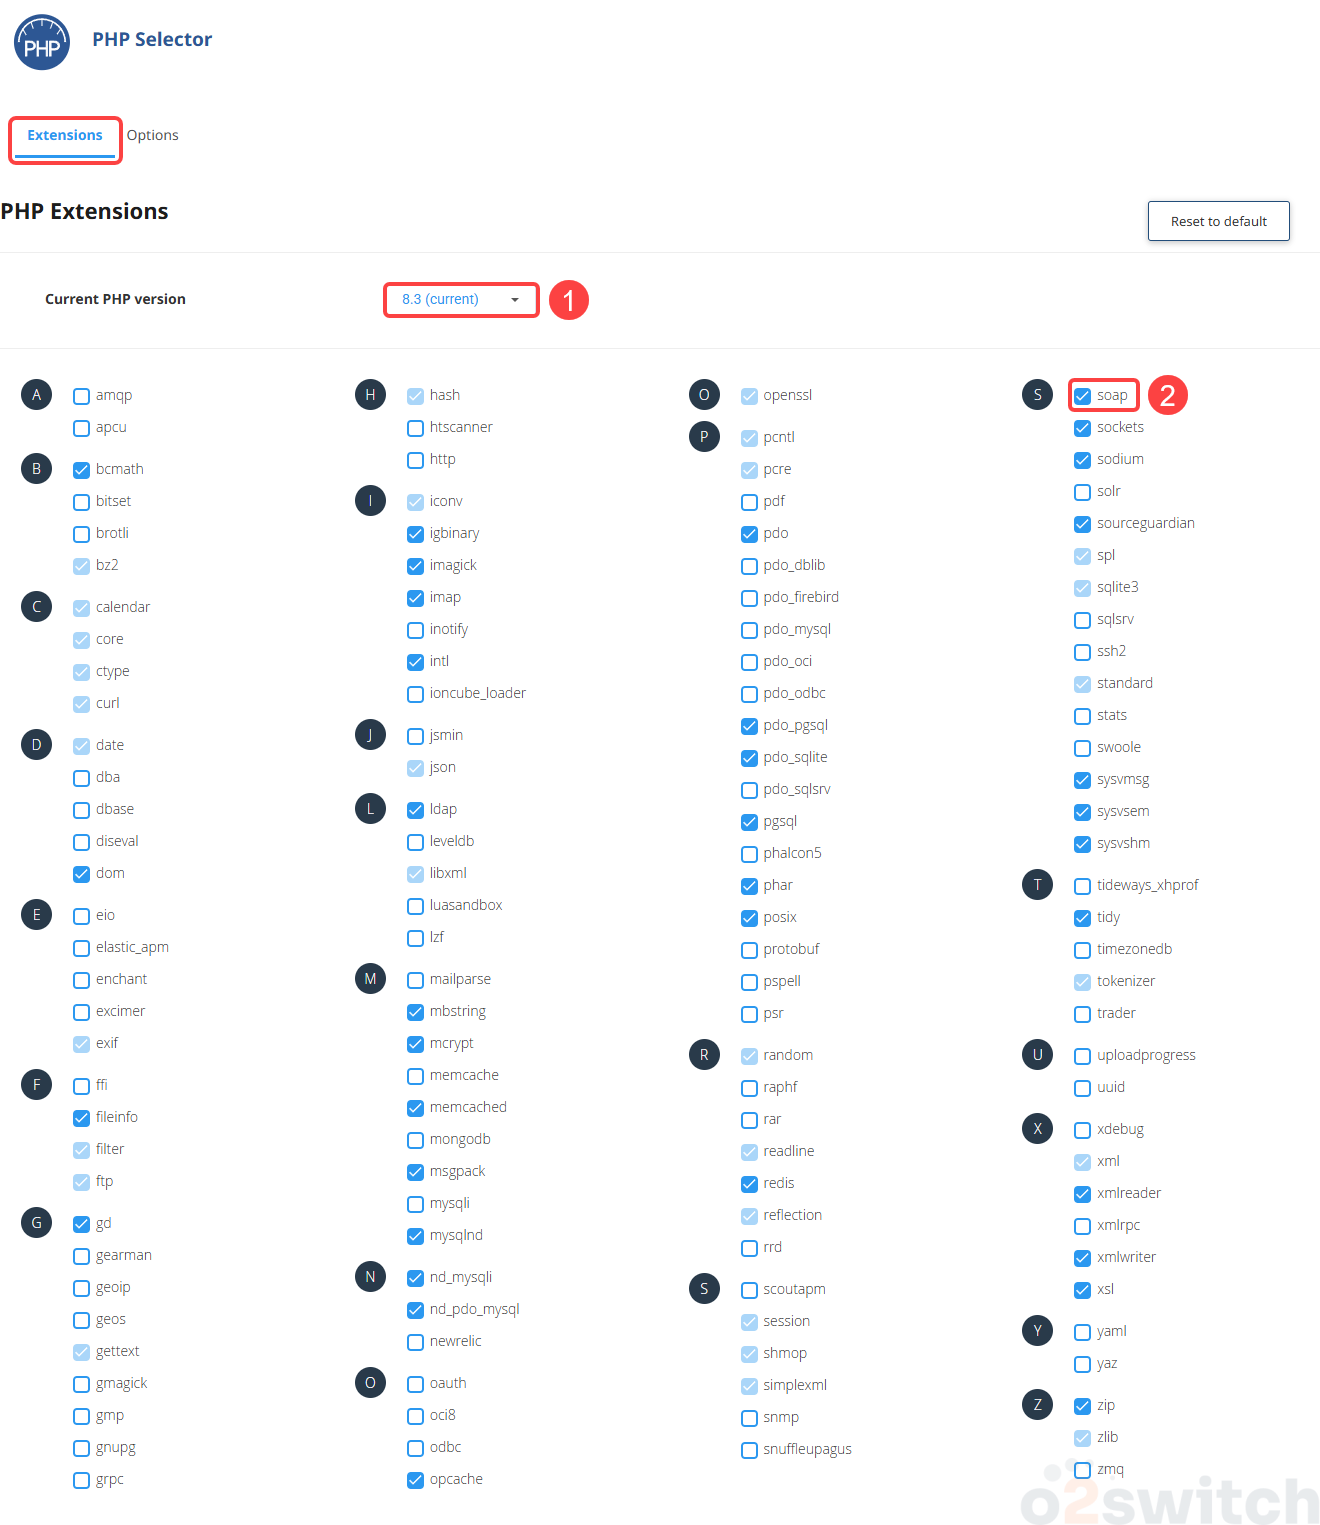 PHP
PHP Selector
Extensions
Options
PHP Extensions
Reset to default
Current PHP version
8.3 (current)
1
A
amqp
apcu
B
bcmath
bitset
brotli
bz2
C
calendar
core
ctype
curl
D
date
dba
dbase
diseval
dom
E
eio
elastic_apm
enchant
excimer
exif
F
ffi
fileinfo
filter
ftp
G
gd
gearman
geoip
geos
gettext
gmagick
gmp
gnupg
grpc
H
hash
htscanner
http
I
iconv
igbinary
imagick
imap
inotify
intl
ioncube_loader
J
jsmin
json
L
ldap
leveldb
libxml
luasandbox
lzf
M
mailparse
mbstring
mcrypt
memcache
memcached
mongodb
msgpack
mysqli
mysqlnd
N
nd_mysqli
nd_pdo_mysql
newrelic
O
oauth
oci8
odbc
opcache
O
openssl
P
pcntl
pcre
pdf
pdo
pdo_dblib
pdo_firebird
pdo_mysql
pdo_oci
pdo_odbc
pdo_pgsql
pdo_sqlite
pdo_sqlsrv
pgsql
phalcon5
phar
posix
protobuf
pspell
psr
R
random
raphf
rar
readline
redis
reflection
rrd
S
scoutapm
session
shmop
simplexml
snmp
snuffleupagus
S
soap
2
sockets
sodium
solr
sourceguardian
spl
sqlite3
sqlsrv
ssh2
standard
stats
swoole
sysvmsg
sysvsem
sysvshm
T
tideways_xhprof
tidy
timezonedb
tokenizer
trader
U
uploadprogress
uuid
X
xdebug
xml
xmlreader
xmlrpc
xmlwriter
xsl
Y
yaml
yaz
Z
zip
zlib
zmq
o2switch